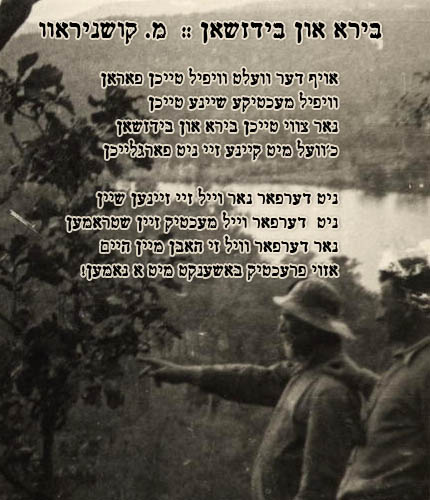 בירא און בידזשאן :: מ. קושניראוו
אויף דער וועלט וויפיל טייכן פאראן
וויפיל מעכטיקע שיינע טייכן
נאר צוויי טייכן בירא און בידזשאן
כ׳וועל מיט קיינע זיי ניט פארגלייכן
ניט דערפאר נאר ווייל זיי זיינען שיין
ניט דערפאר ווייל מעכטיק זיין שטראמען
נאר דערפאר וויל זי האבן מיין היים
אזוי פרעכטיק באשענקט מיט א נאמען!